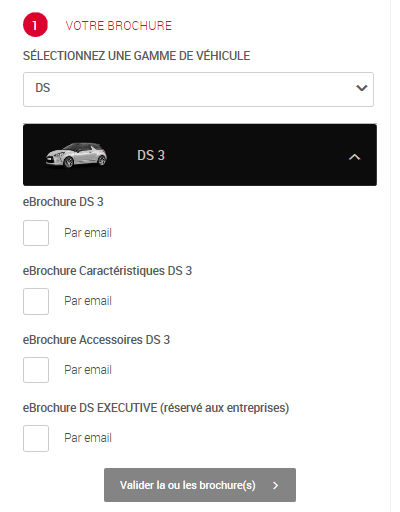 1 VOTRE BROCHURE
SÉLECTIONNEZ UNE GAMME DE VÉHICULE
DS
DS 3
eBrochure DS 3
Par email
eBrochure Caractéristiques DS 3
Par email
eBrochure Accessoires DS 3
Par email
eBrochure DS EXECUTIVE (réservé aux entreprises)
Par email
Valider la ou les brochure(s)